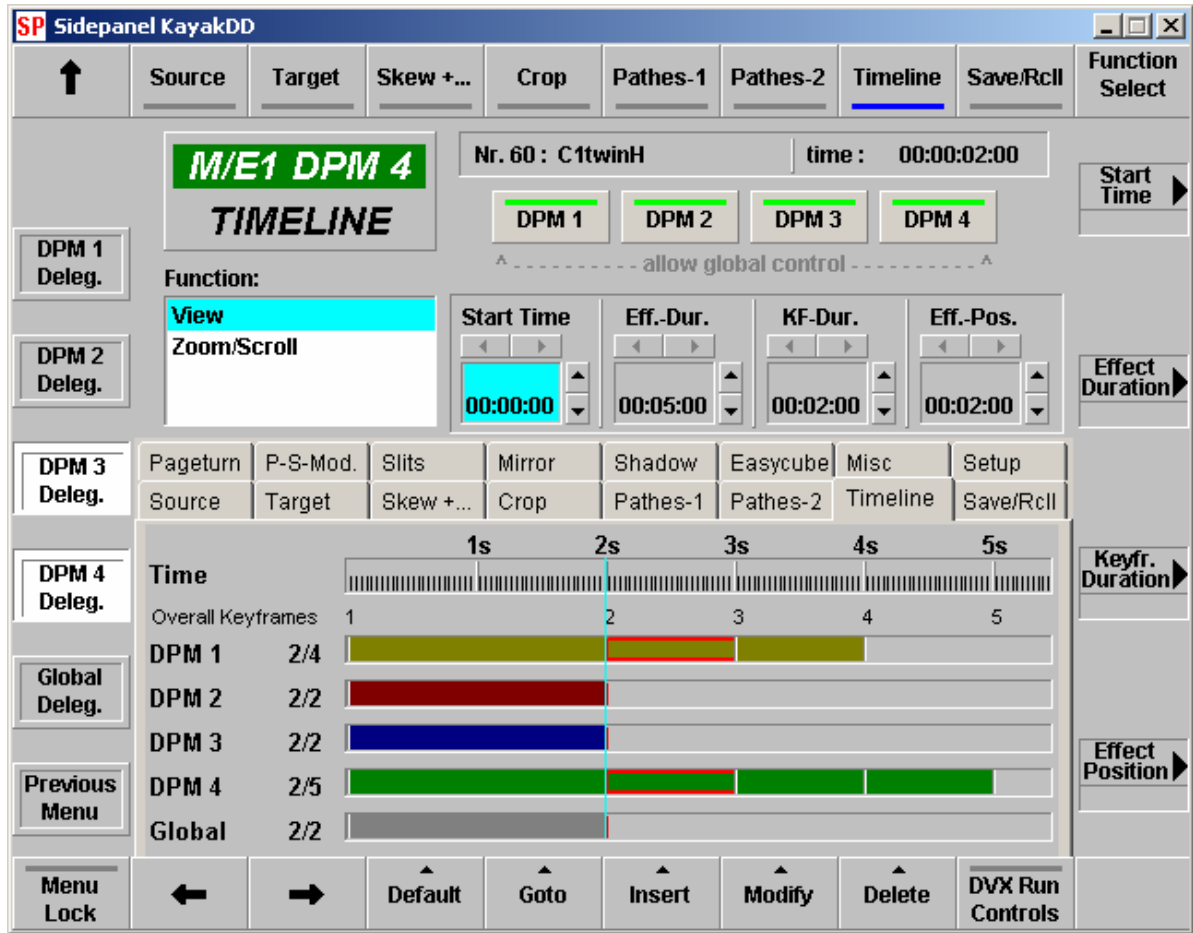 SP Sidepanel KayakDD
Source Target Skew +... Crop Pathes-1 Pathes-2 Timeline Save/Rcll Function Select
M/E1 DPM 4
TIMELINE
Nr. 60 : C1twinH time : 00:00:02:00
DPM 1 DPM 2 DPM 3 DPM 4
^ - - - - - - - - - - - allow global control - - - - - - - - - - ^
Start Time
DPM 1 Deleg.
Function:
View
Zoom/Scroll
Start Time Eff.-Dur. KF-Dur. Eff.-Pos.
00:00:00 00:05:00 00:02:00 00:02:00
DPM 2 Deleg.
Effect Duration
DPM 3 Deleg.
Pageturn P-S-Mod. Slits Mirror Shadow Easycube Misc Setup
Source Target Skew +... Crop Pathes-1 Pathes-2 Timeline Save/Rcll
1s 2s 3s 4s 5s
Time
DPM 4 Deleg.
Keyfr. Duration
Overall Keyframes 1 2 3 4 5
DPM 1 2/4
DPM 2 2/2
DPM 3 2/2
DPM 4 2/5
Global 2/2
Global Deleg.
Previous Menu
Effect Position
Menu Lock Default Goto Insert Modify Delete DVX Run Controls